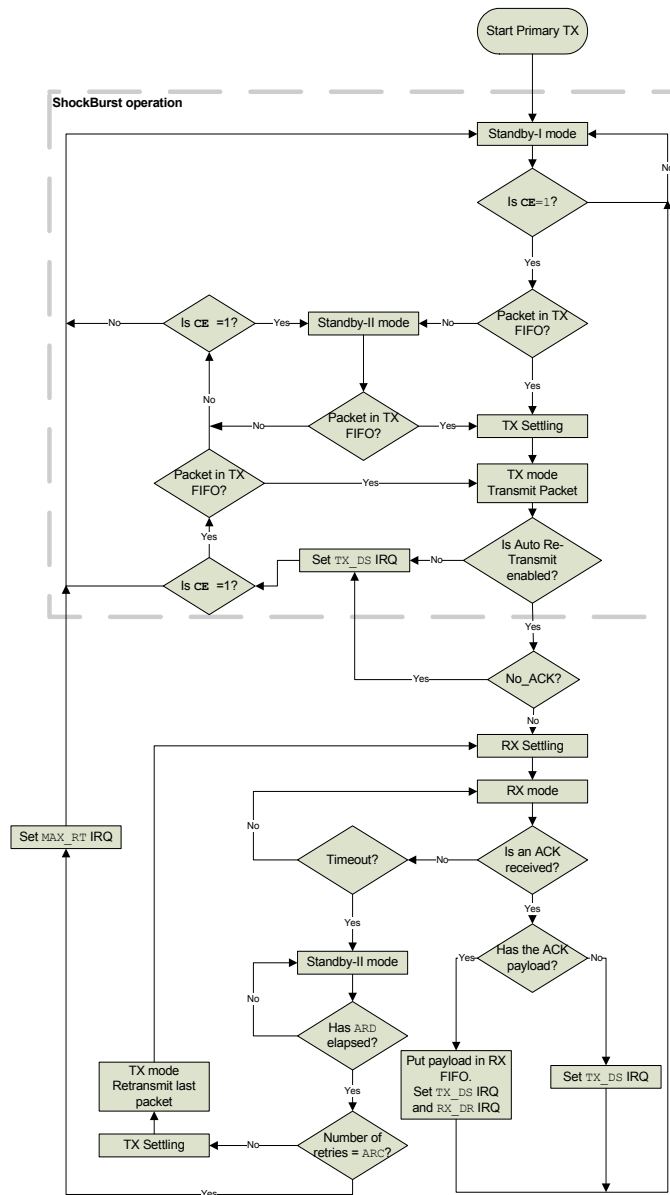 Start Primary TX
ShockBurst operation
Standby-I mode
No
Is CE=1?
Yes
No
Is CE =1?
Yes
Standby-II mode
No
Packet in TX
FIFO?
Yes
No
Packet in TX
FIFO?
No
Yes
TX Settling
Packet in TX
FIFO?
Yes
TX mode
Transmit Packet
Yes
Is CE =1?
Set TX_DS IRQ
No
Is Auto Re-
Transmit
enabled?
Yes
Yes
No_ACK?
No
RX Settling
RX mode
Set MAX_RT IRQ
No
Timeout?
No
Is an ACK
received?
Yes
Yes
Standby-II mode
Yes
Has the ACK
payload?
No
No
Has ARD
elapsed?
TX mode
Retransmit last
packet
Put payload in RX
FIFO.
Set TX_DS IRQ
and RX_DR IRQ
Set TX_DS IRQ
Yes
TX Settling
No
Number of
retries = ARC?
Yes